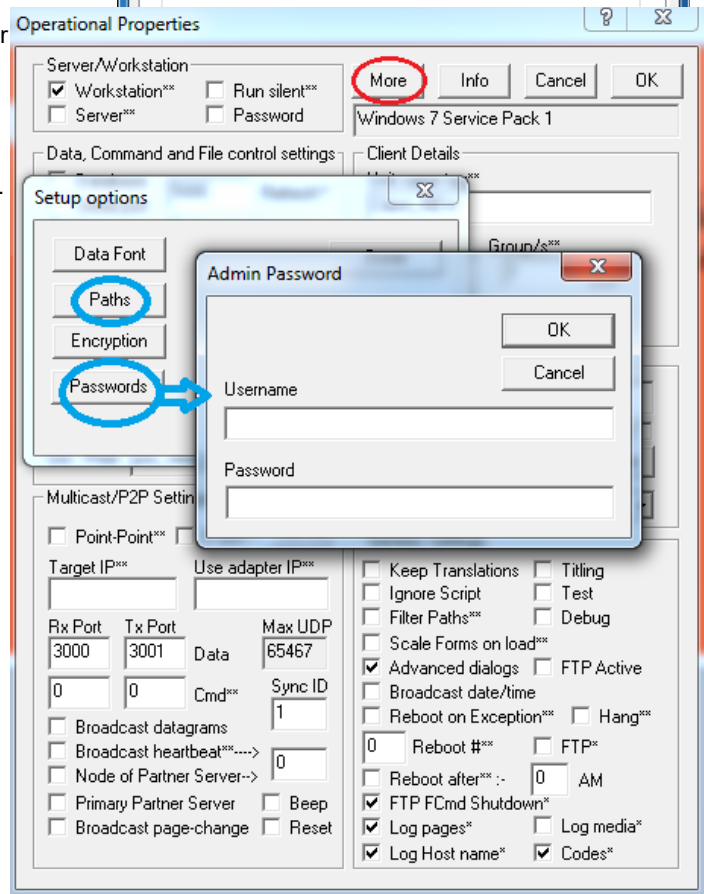 r
Operational Properties
Server/Workstation
Workstation** Run silent**
Server** Password
More Info Cancel OK
Windows 7 Service Pack 1
Data, Command and File control settings
Client Details
Setup options
Data Font
Paths
Encryption
Passwords
Group/s**
Admin Password
OK
Cancel
Username
Password
Multicast/P2P Settin
Point-Point**
Target IP** Use adapter IP**
Rx Port Tx Port Max UDP
3000 3001 Data 65467
0 0 Cmd** Sync ID
1
Broadcast datagrams
Broadcast heartbeat**---->
0
Node of Partner Server-->
Primary Partner Server Beep
Broadcast page-change Reset
Keep Translations Titling
Ignore Script Test
Filter Paths** Debug
Scale Forms on load**
Advanced dialogs FTP Active
Broadcast date/time
Reboot on Exception** Hang**
0 Reboot #** FTP*
Reboot after** :- 0 AM
FTP FCmd Shutdown*
Log pages* Log media*
Log Host name* Codes*